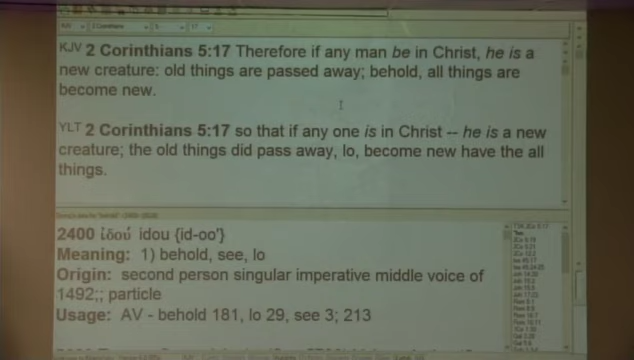 KJV 2 Corinthians 5:17 Therefore if any man be in Christ, he is a
new creature: old things are passed away; behold, all things are
become new.
YLT 2 Corinthians 5:17 so that if any one is in Christ -- he is a new
creature; the old things did pass away, lo, become new have the all
things.
2400 ἰδού idou {id-oo'}
Meaning: 1) behold, see, lo
Origin: second person singular imperative middle voice of
1492;; particle
Usage: AV - behold 181, lo 29, see 3; 213